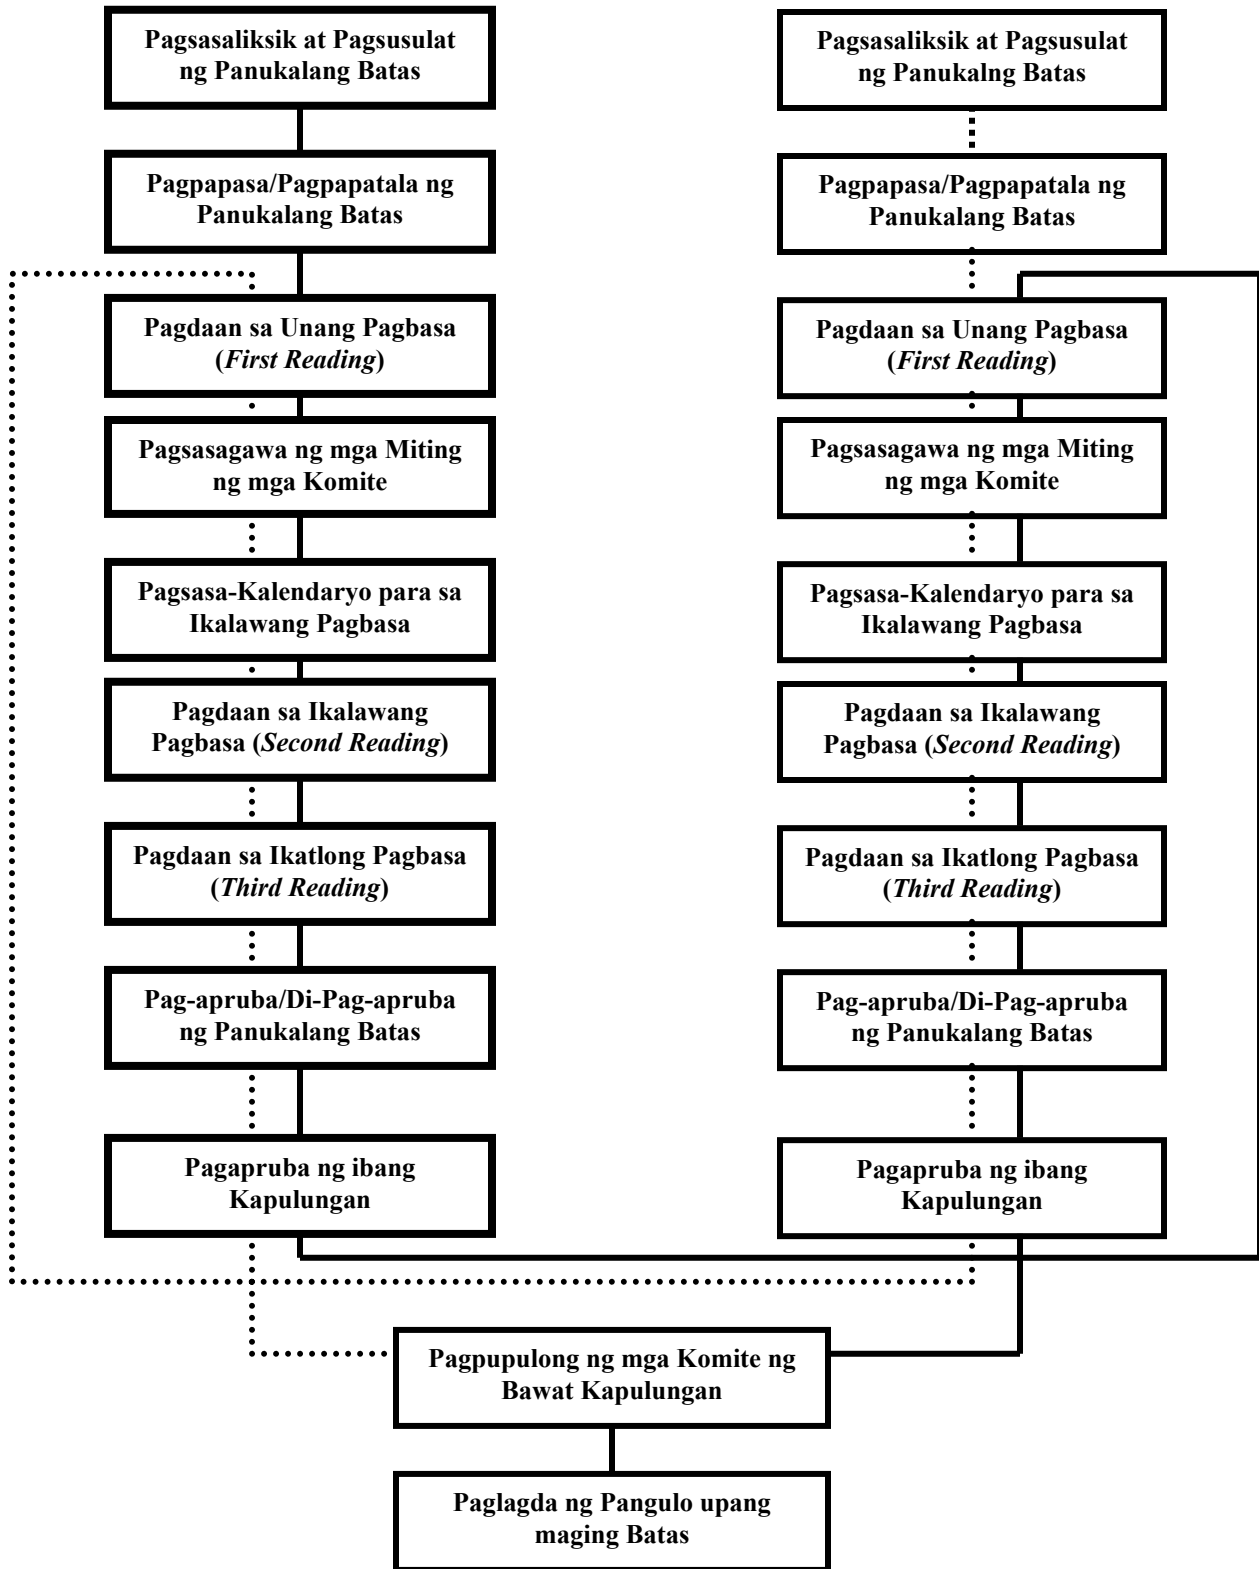 Pagsasaliksik at Pagsusulat
ng Panukalang Batas
Pagpapasa/Pagpapatala ng
Panukalang Batas
Pagdaan sa Unang Pagbasa
(First Reading)
Pagsasagawa ng mga Miting
ng mga Komite
Pagsasa-Kalendaryo para sa
Ikalawang Pagbasa
Pagdaan sa Ikalawang
Pagbasa (Second Reading)
Pagdaan sa Ikatlong Pagbasa
(Third Reading)
Pag-apruba/Di-Pag-apruba
ng Panukalang Batas
Pagapruba ng ibang
Kapulungan
Pagsasaliksik at Pagsusulat
ng Panukalng Batas
Pagpapasa/Pagpapatala ng
Panukalang Batas
Pagdaan sa Unang Pagbasa
(First Reading)
Pagsasagawa ng mga Miting
ng mga Komite
Pagsasa-Kalendaryo para sa
Ikalawang Pagbasa
Pagdaan sa Ikalawang
Pagbasa (Second Reading)
Pagdaan sa Ikatlong Pagbasa
(Third Reading)
Pag-apruba/Di-Pag-apruba
ng Panukalang Batas
Pagapruba ng ibang
Kapulungan
Pagpupulong ng mga Komite ng
Bawat Kapulungan
Paglagda ng Pangulo upang
maging Batas